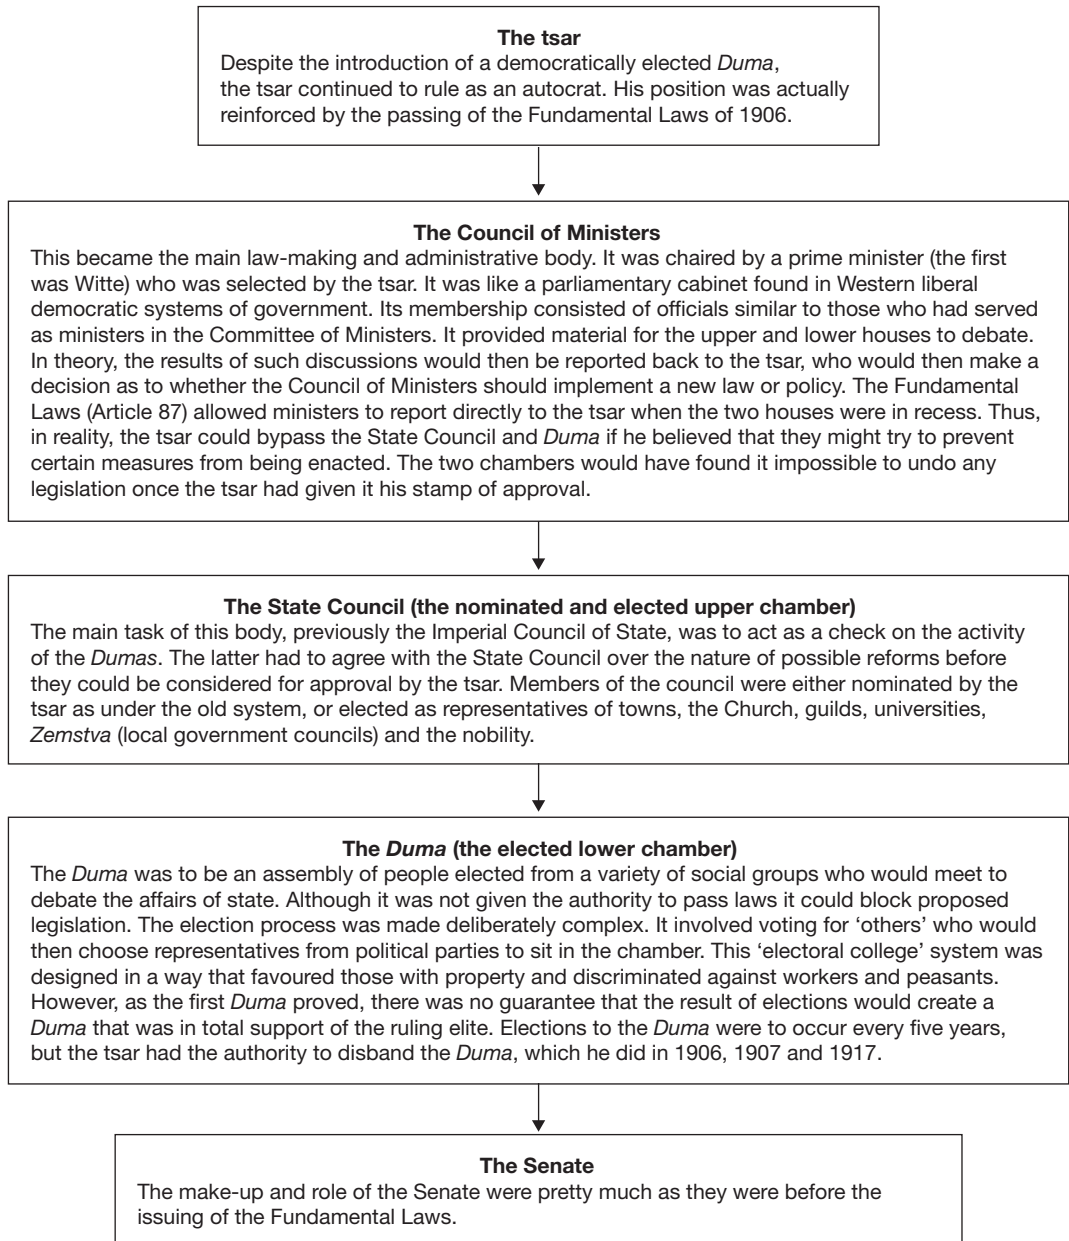 The tsar
Despite the introduction of a democratically elected Duma,
the tsar continued to rule as an autocrat. His position was actually
reinforced by the passing of the Fundamental Laws of 1906.
The Council of Ministers
This became the main law-making and administrative body. It was chaired by a prime minister (the first
was Witte) who was selected by the tsar. It was like a parliamentary cabinet found in Western liberal
democratic systems of government. Its membership consisted of officials similar to those who had served
as ministers in the Committee of Ministers. It provided material for the upper and lower houses to debate.
In theory, the results of such discussions would then be reported back to the tsar, who would then make a
decision as to whether the Council of Ministers should implement a new law or policy. The Fundamental
Laws (Article 87) allowed ministers to report directly to the tsar when the two houses were in recess. Thus,
in reality, the tsar could bypass the State Council and Duma if he believed that they might try to prevent
certain measures from being enacted. The two chambers would have found it impossible to undo any
legislation once the tsar had given it his stamp of approval.
The State Council (the nominated and elected upper chamber)
The main task of this body, previously the Imperial Council of State, was to act as a check on the activity
of the Dumas. The latter had to agree with the State Council over the nature of possible reforms before
they could be considered for approval by the tsar. Members of the council were either nominated by the
tsar as under the old system, or elected as representatives of towns, the Church, guilds, universities,
Zemstva (local government councils) and the nobility.
The Duma (the elected lower chamber)
The Duma was to be an assembly of people elected from a variety of social groups who would meet to
debate the affairs of state. Although it was not given the authority to pass laws it could block proposed
legislation. The election process was made deliberately complex. It involved voting for ‘others’ who would
then choose representatives from political parties to sit in the chamber. This ‘electoral college’ system was
designed in a way that favoured those with property and discriminated against workers and peasants.
However, as the first Duma proved, there was no guarantee that the result of elections would create a
Duma that was in total support of the ruling elite. Elections to the Duma were to occur every five years,
but the tsar had the authority to disband the Duma, which he did in 1906, 1907 and 1917.
The Senate
The make-up and role of the Senate were pretty much as they were before the
issuing of the Fundamental Laws.